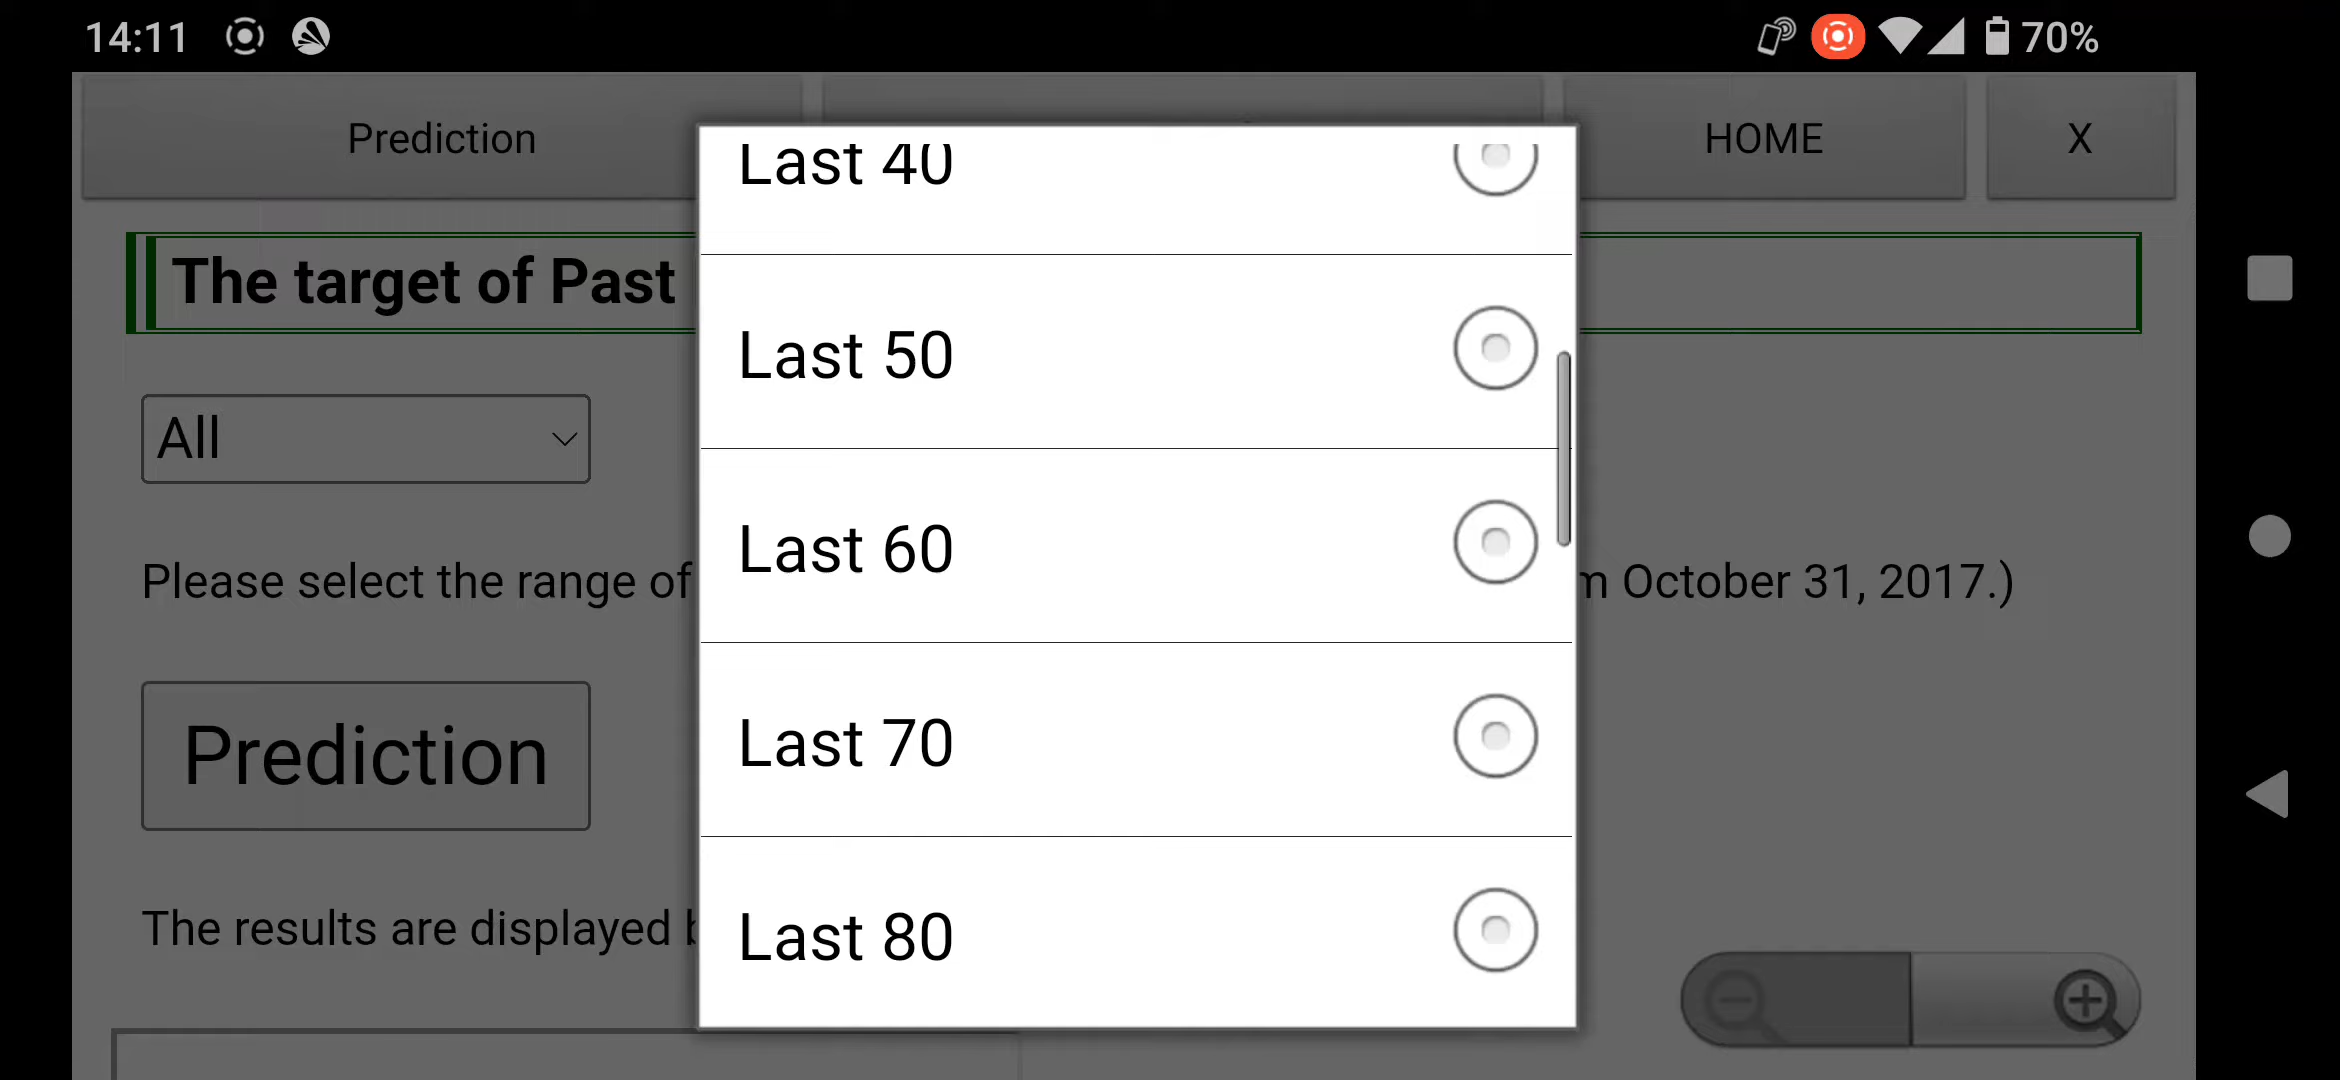 14:11
70%
Prediction
HOME
X
The target of Past
All
Please select the range of
m October 31, 2017.)
Prediction
The results are displayed
Last 40
Last 50
Last 60
Last 70
Last 80